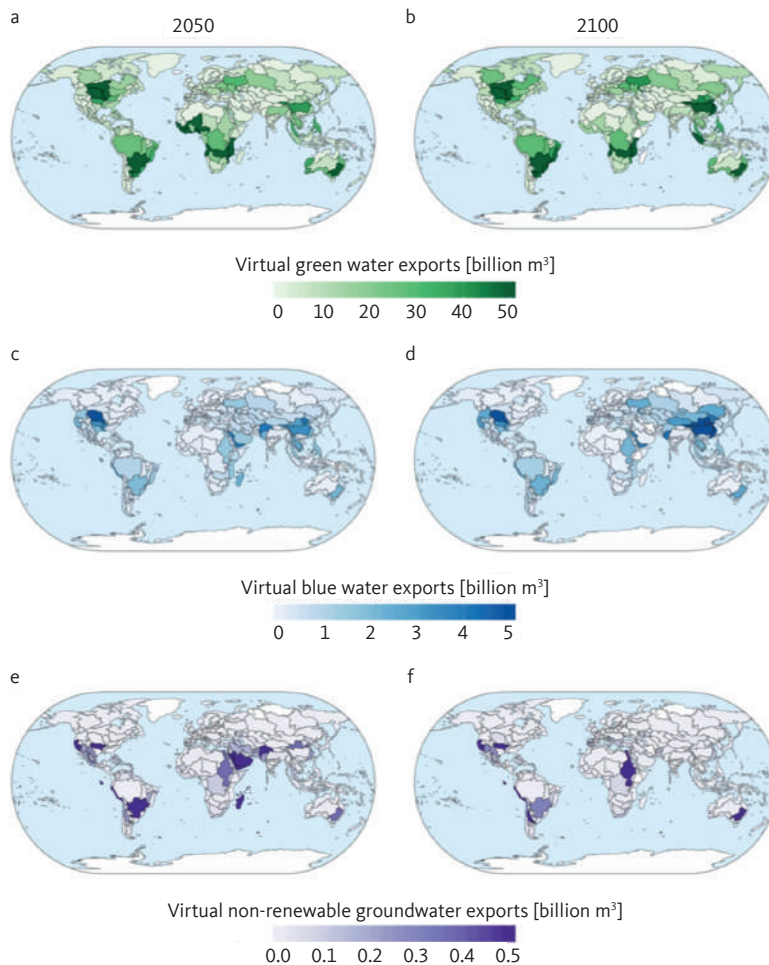 a
b
2050
2100
Virtual green water exports [billion m³]
0 10 20 30 40 50
c
d
Virtual blue water exports [billion m³]
0 1 2 3 4 5
e
f
Virtual non-renewable groundwater exports [billion m³]
0.0 0.1 0.2 0.3 0.4 0.5